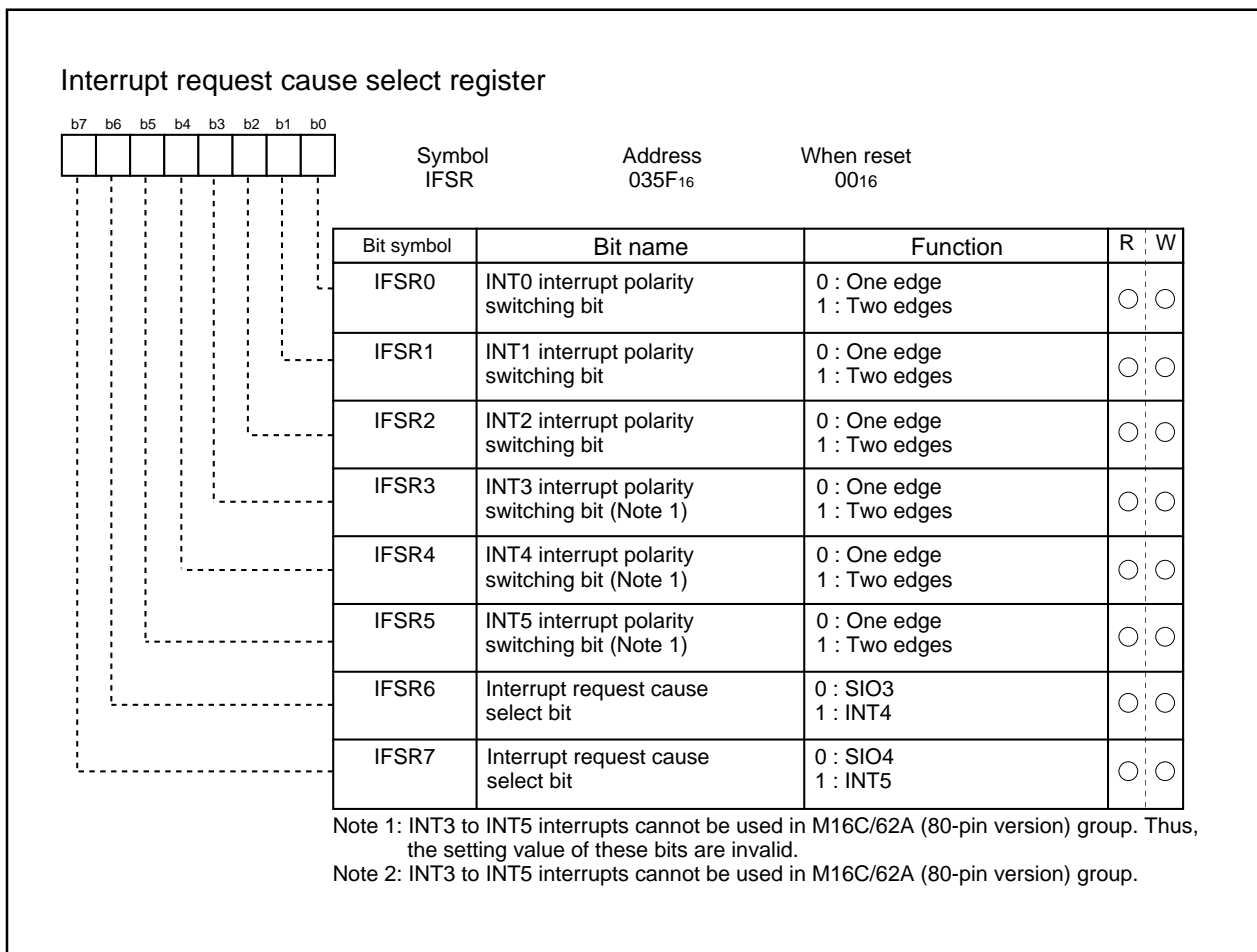 Interrupt request cause select register
b7 b6 b5 b4 b3 b2 b1 b0
Symbol Address When reset
IFSR 035F16 0016
Bit symbol Bit name Function R W
IFSR0 INT0 interrupt polarity 0 : One edge
switching bit 1 : Two edges
IFSR1 INT1 interrupt polarity 0 : One edge
switching bit 1 : Two edges
IFSR2 INT2 interrupt polarity 0 : One edge
switching bit 1 : Two edges
IFSR3 INT3 interrupt polarity 0 : One edge
switching bit (Note 1) 1 : Two edges
IFSR4 INT4 interrupt polarity 0 : One edge
switching bit (Note 1) 1 : Two edges
IFSR5 INT5 interrupt polarity 0 : One edge
switching bit (Note 1) 1 : Two edges
IFSR6 Interrupt request cause 0 : SIO3
select bit 1 : INT4
IFSR7 Interrupt request cause 0 : SIO4
select bit 1 : INT5
Note 1: INT3 to INT5 interrupts cannot be used in M16C/62A (80-pin version) group. Thus,
the setting value of these bits are invalid.
Note 2: INT3 to INT5 interrupts cannot be used in M16C/62A (80-pin version) group.